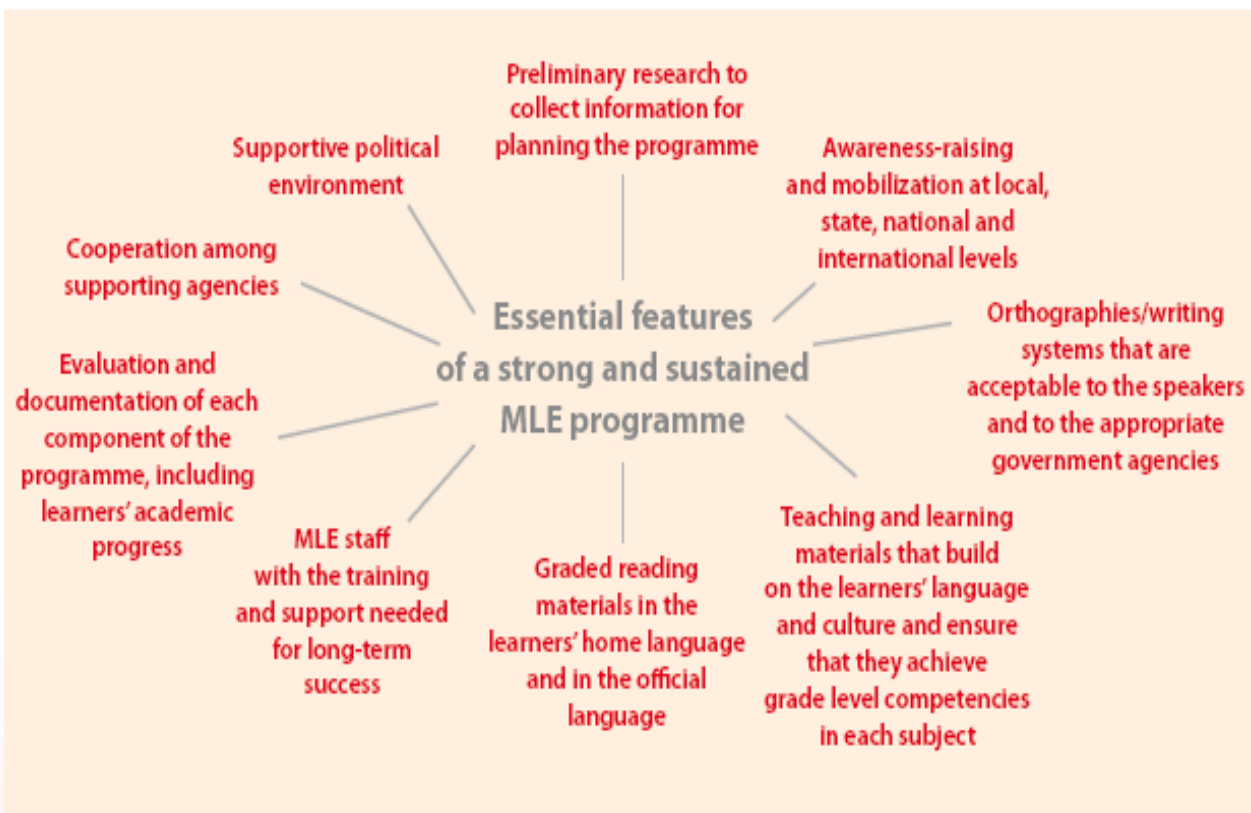 Essential features
of a strong and sustained
MLE programme
Preliminary research to
collect information for
planning the programme
Awareness-raising
and mobilization at local,
state, national and
international levels
Orthographies/writing
systems that are
acceptable to the speakers
and to the appropriate
government agencies
Teaching and learning
materials that build
on the learners' language
and culture and ensure
that they achieve
grade level competencies
in each subject
Graded reading
materials in the
learners' home language
and in the official
language
MLE staff
with the training
and support needed
for long-term
success
Evaluation and
documentation of each
component of the
programme, including
learners' academic
progress
Cooperation among
supporting agencies
Supportive political
environment